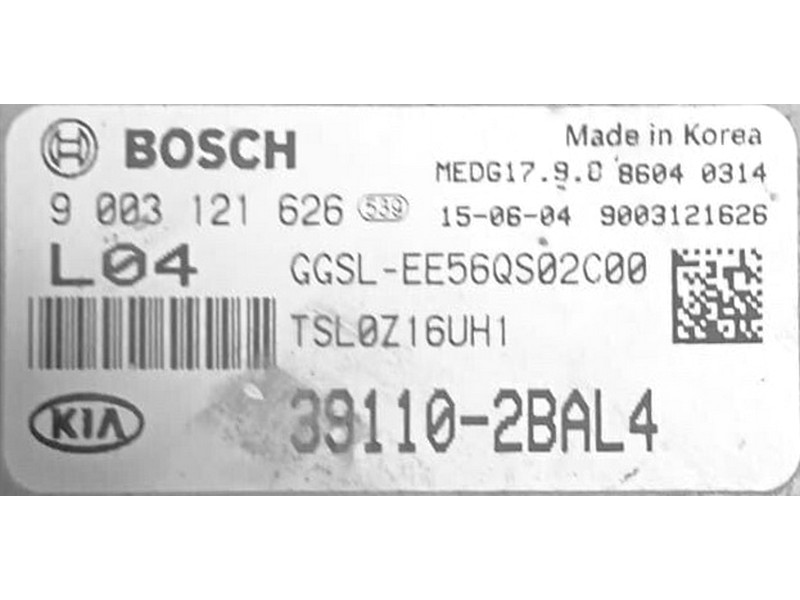 BOSCH
Made in Korea
MEDG17.9.8 8604 0314
9 003 121 626 539
15-06-04 9003121626
L04
GGSL-EE56QS02C00
TSL0Z16UH1
KIA
39110-2BAL4